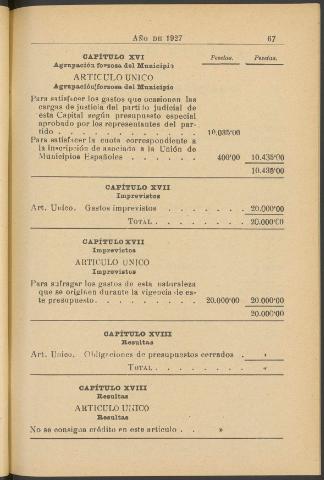 AÑO DE 1927 67
Pesetas. Pesetas.
CAPÍTULO XVI
Agrupación forzosa del Municipio
ARTICULO UNICO
Agrupación forzosa del Municipio
Para satisfacer los gastos que ocasionen las
cargas de justicia del partido judicial de
esta Capital según presupuesto especial
aprobado por los representantes del par-
tido . . . . . . . . . . 10.035'00
Para satisfacer la cuota correspondiente a
la inscripción de asociado a la Unión de
Municipios Españoles . . . . . . 400'00 10.435'00
10.435'00
CAPÍTULO XVII
Imprevistos
Art. Unico. Gastos imprevistos . . . . . . . 20.000'00
TOTAL . . . . . . . 20.000'00
CAPÍTULO XVII
Imprevistos
ARTICULO UNICO
Imprevistos
Para sufragar los gastos de esta naturaleza
que se originen durante la vigencia de es-
te presupuesto. . . . . . . . . 20.000'00 20.000'00
20.000'00
CAPÍTULO XVIII
Resultas
Art. Unico. Obligaciones de presupuestos cerrados . »
TOTAL . . . . . . . »
CAPÍTULO XVIII
Resultas
ARTICULO UNICO
Resultas
No se consigna crédito en este artículo . . »